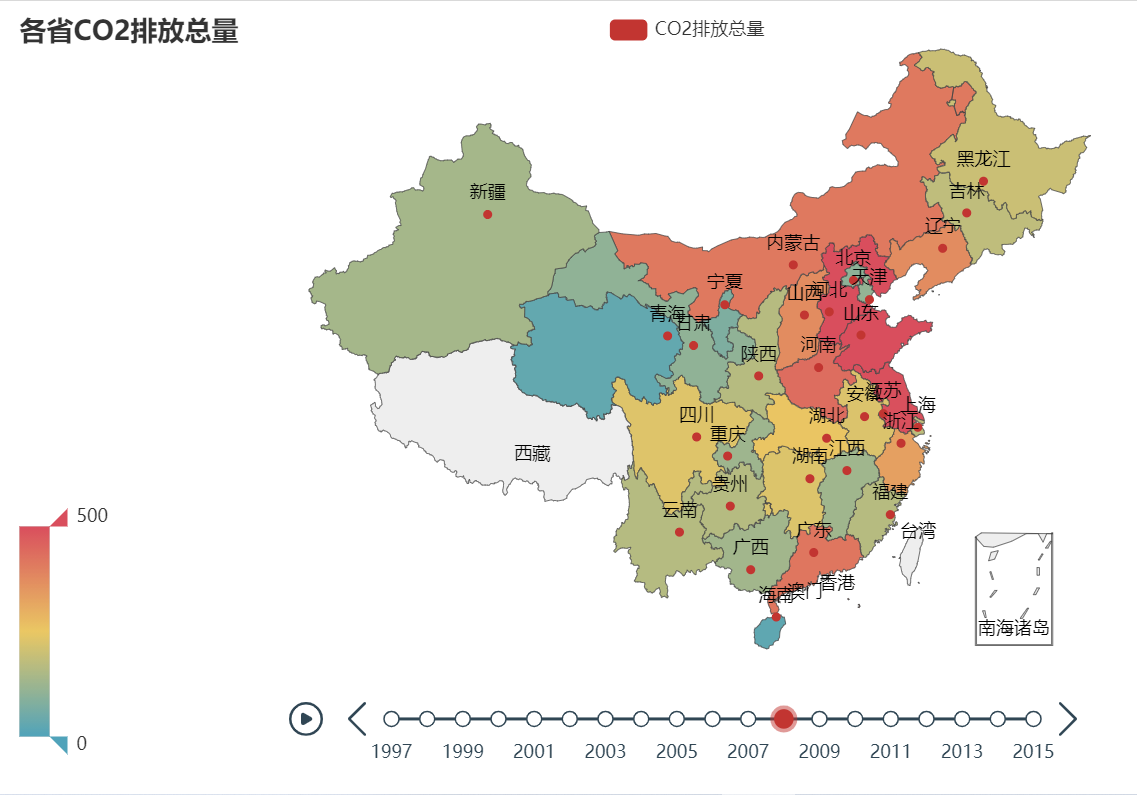 各省CO2排放总量
CO2排放总量
黑龙江
吉林
新疆
辽宁
内蒙古
北京
天津
宁夏
山西
河北
青海
甘肃
山东
河南
陕西
安徽
江苏
上海
四川
湖北
浙江
重庆
湖南
江西
西藏
贵州
福建
云南
广东
台湾
广西
香港
海南
澳门
南海诸岛
500
0
1997
1999
2001
2003
2005
2007
2009
2011
2013
2015